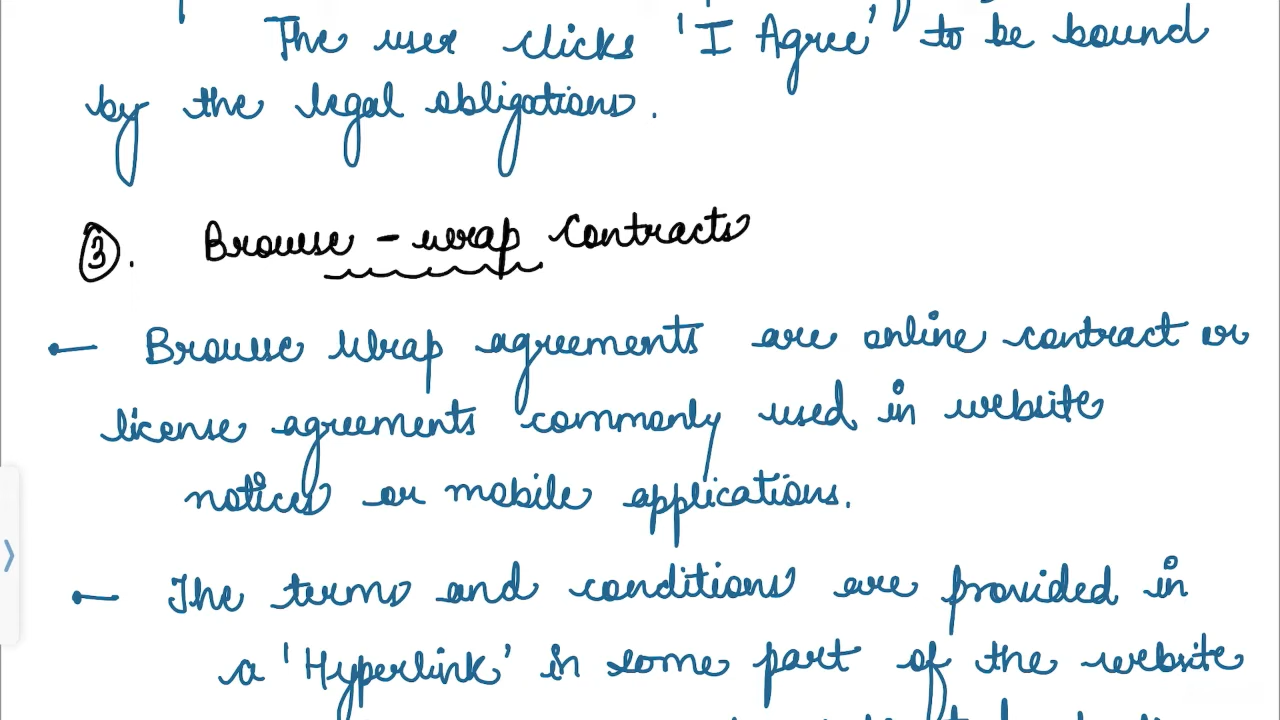 The user clicks 'I Agree' to be bound
by the legal obligations.
3. Browse - wrap Contracts
Browse Wrap agreements are online contract or
license agreements commonly used in website
notices or mobile applications.
The terms and conditions are provided in
a 'Hyperlink' in some part of the website